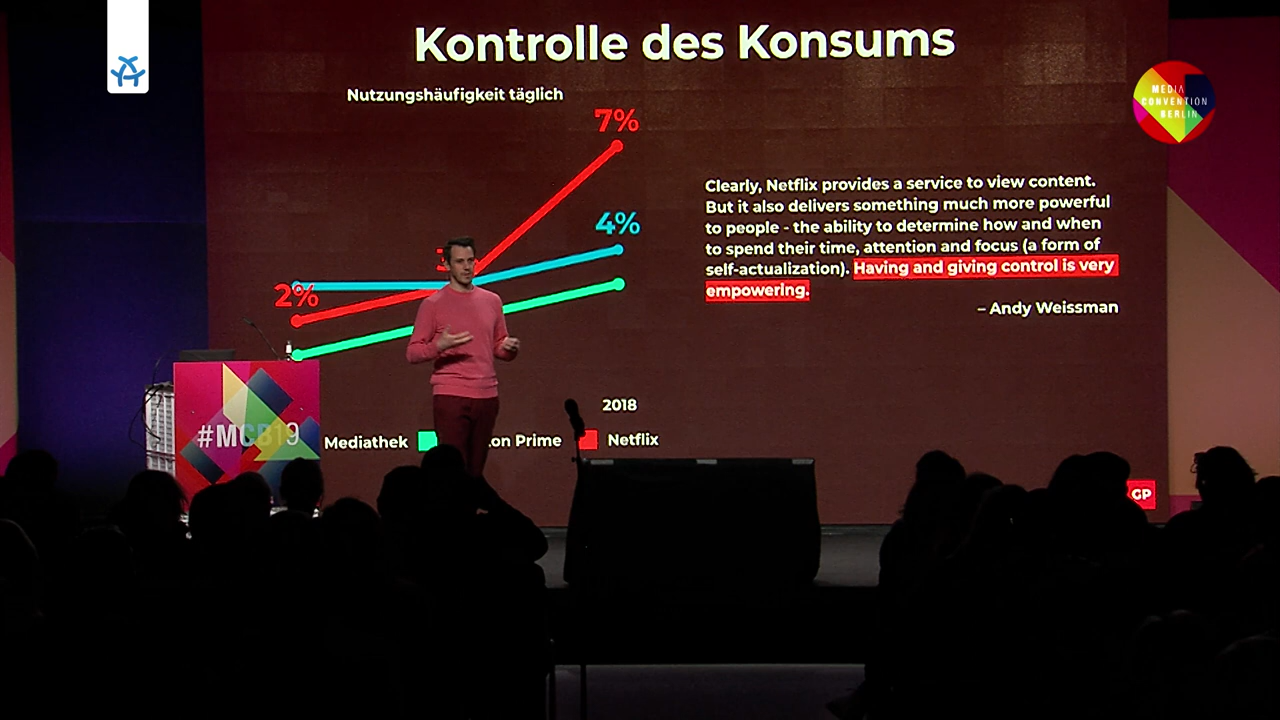 Kontrolle des Konsums
Nutzungshäufigkeit täglich
7%
4%
2%
Clearly, Netflix provides a service to view content.
But it also delivers something much more powerful
to people - the ability to determine how and when
to spend their time, attention and focus (a form of
self-actualization). Having and giving control is very
empowering.
– Andy Weissman
2018
Mediathek
Prime
Netflix
#MCB19
MEDIA
CONVENTION
BERLIN
GP